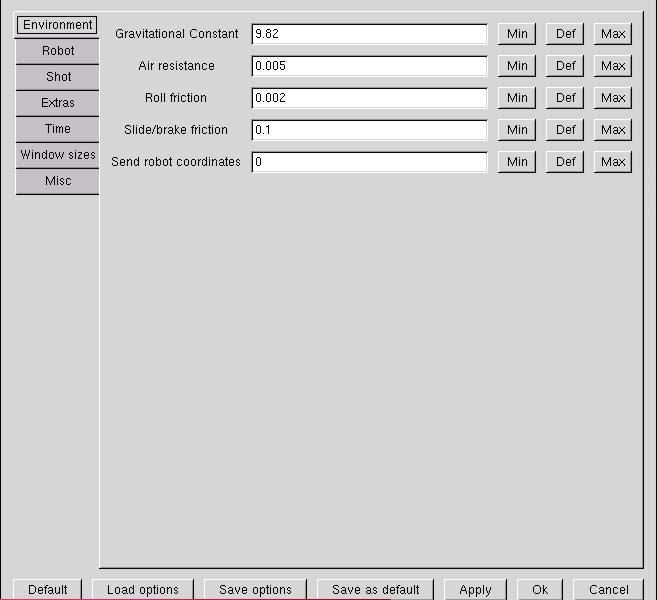 Environment
Robot
Shot
Extras
Time
Window sizes
Misc
Gravitational Constant 9.82 Min Def Max
Air resistance 0.005 Min Def Max
Roll friction 0.002 Min Def Max
Slide/brake friction 0.1 Min Def Max
Send robot coordinates 0 Min Def Max
Default Load options Save options Save as default Apply Ok Cancel